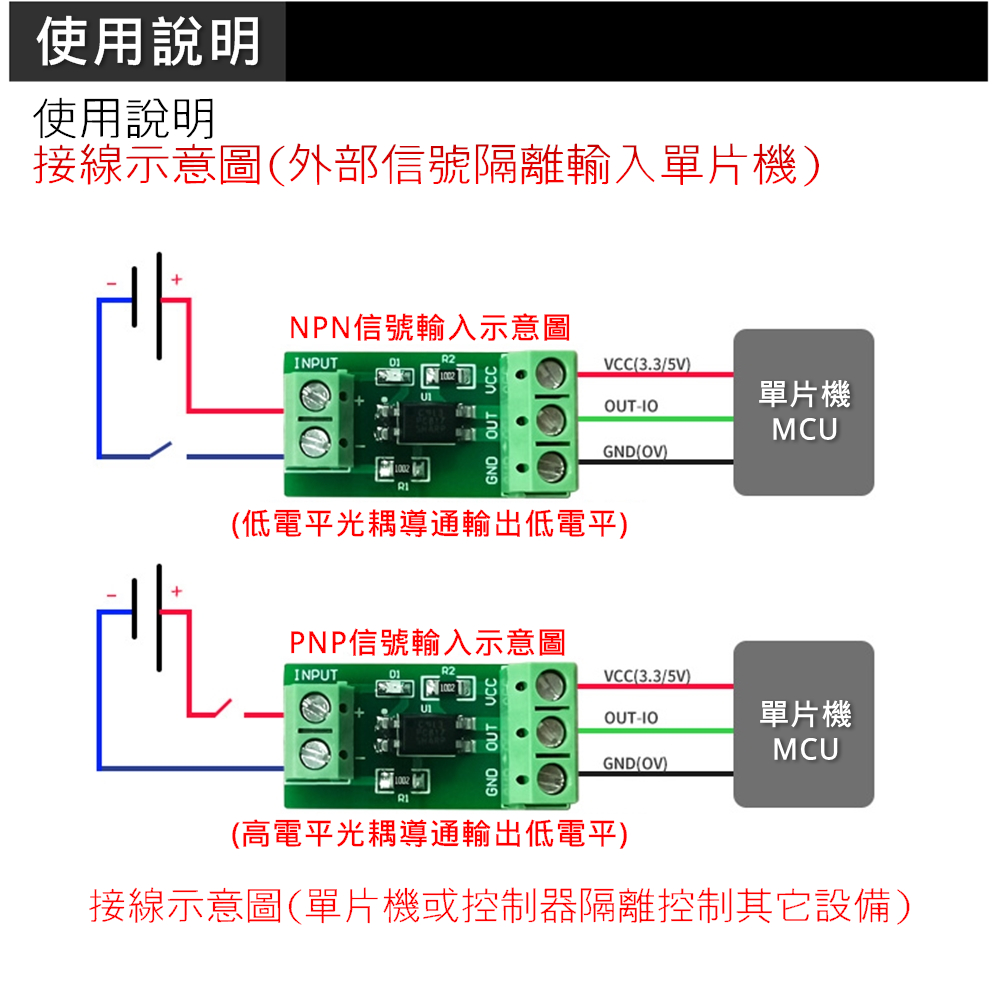 使用說明
使用說明
接線示意圖(外部信號隔離輸入單片機)
- +
NPN信號輸入示意圖
INPUT D1 R2 VCC
1002
U1
+
OUT
-
1002
R1
GND
VCC(3.3/5V)
OUT-IO
GND(OV)
單片機
MCU
(低電平光耦導通輸出低電平)
- +
PNP信號輸入示意圖
INPUT D1 R2 VCC
1002
U1
+
OUT
-
1002
R1
GND
VCC(3.3/5V)
OUT-IO
GND(OV)
單片機
MCU
(高電平光耦導通輸出低電平)
接線示意圖(單片機或控制器隔離控制其它設備)